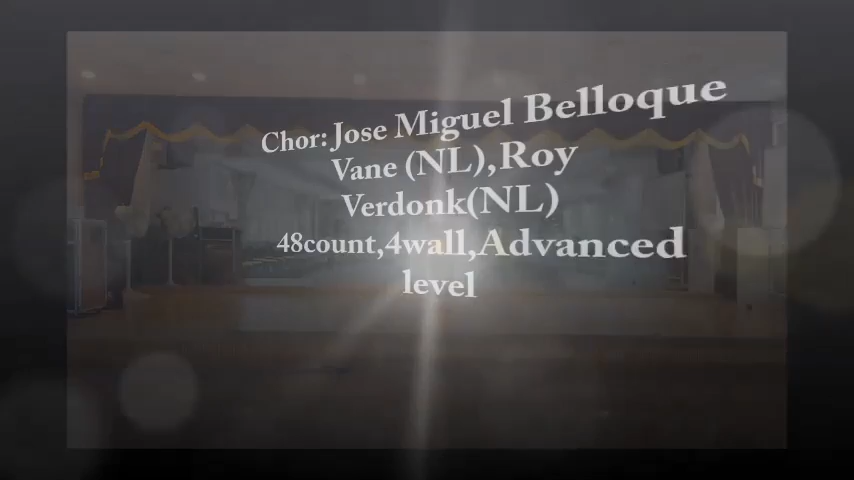 Chor: Jose Miguel Belloque
Vane (NL),Roy
Verdonk(NL)
48count,4wall,Advanced
level